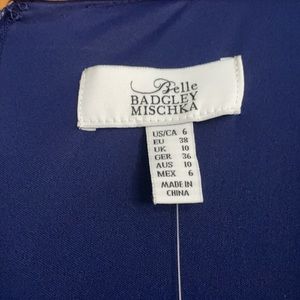 Belle
BADGLEY
MISCHKA
US/CA 6
EU 38
UK 10
GER 36
AUS 10
MEX 6
MADE IN
CHINA